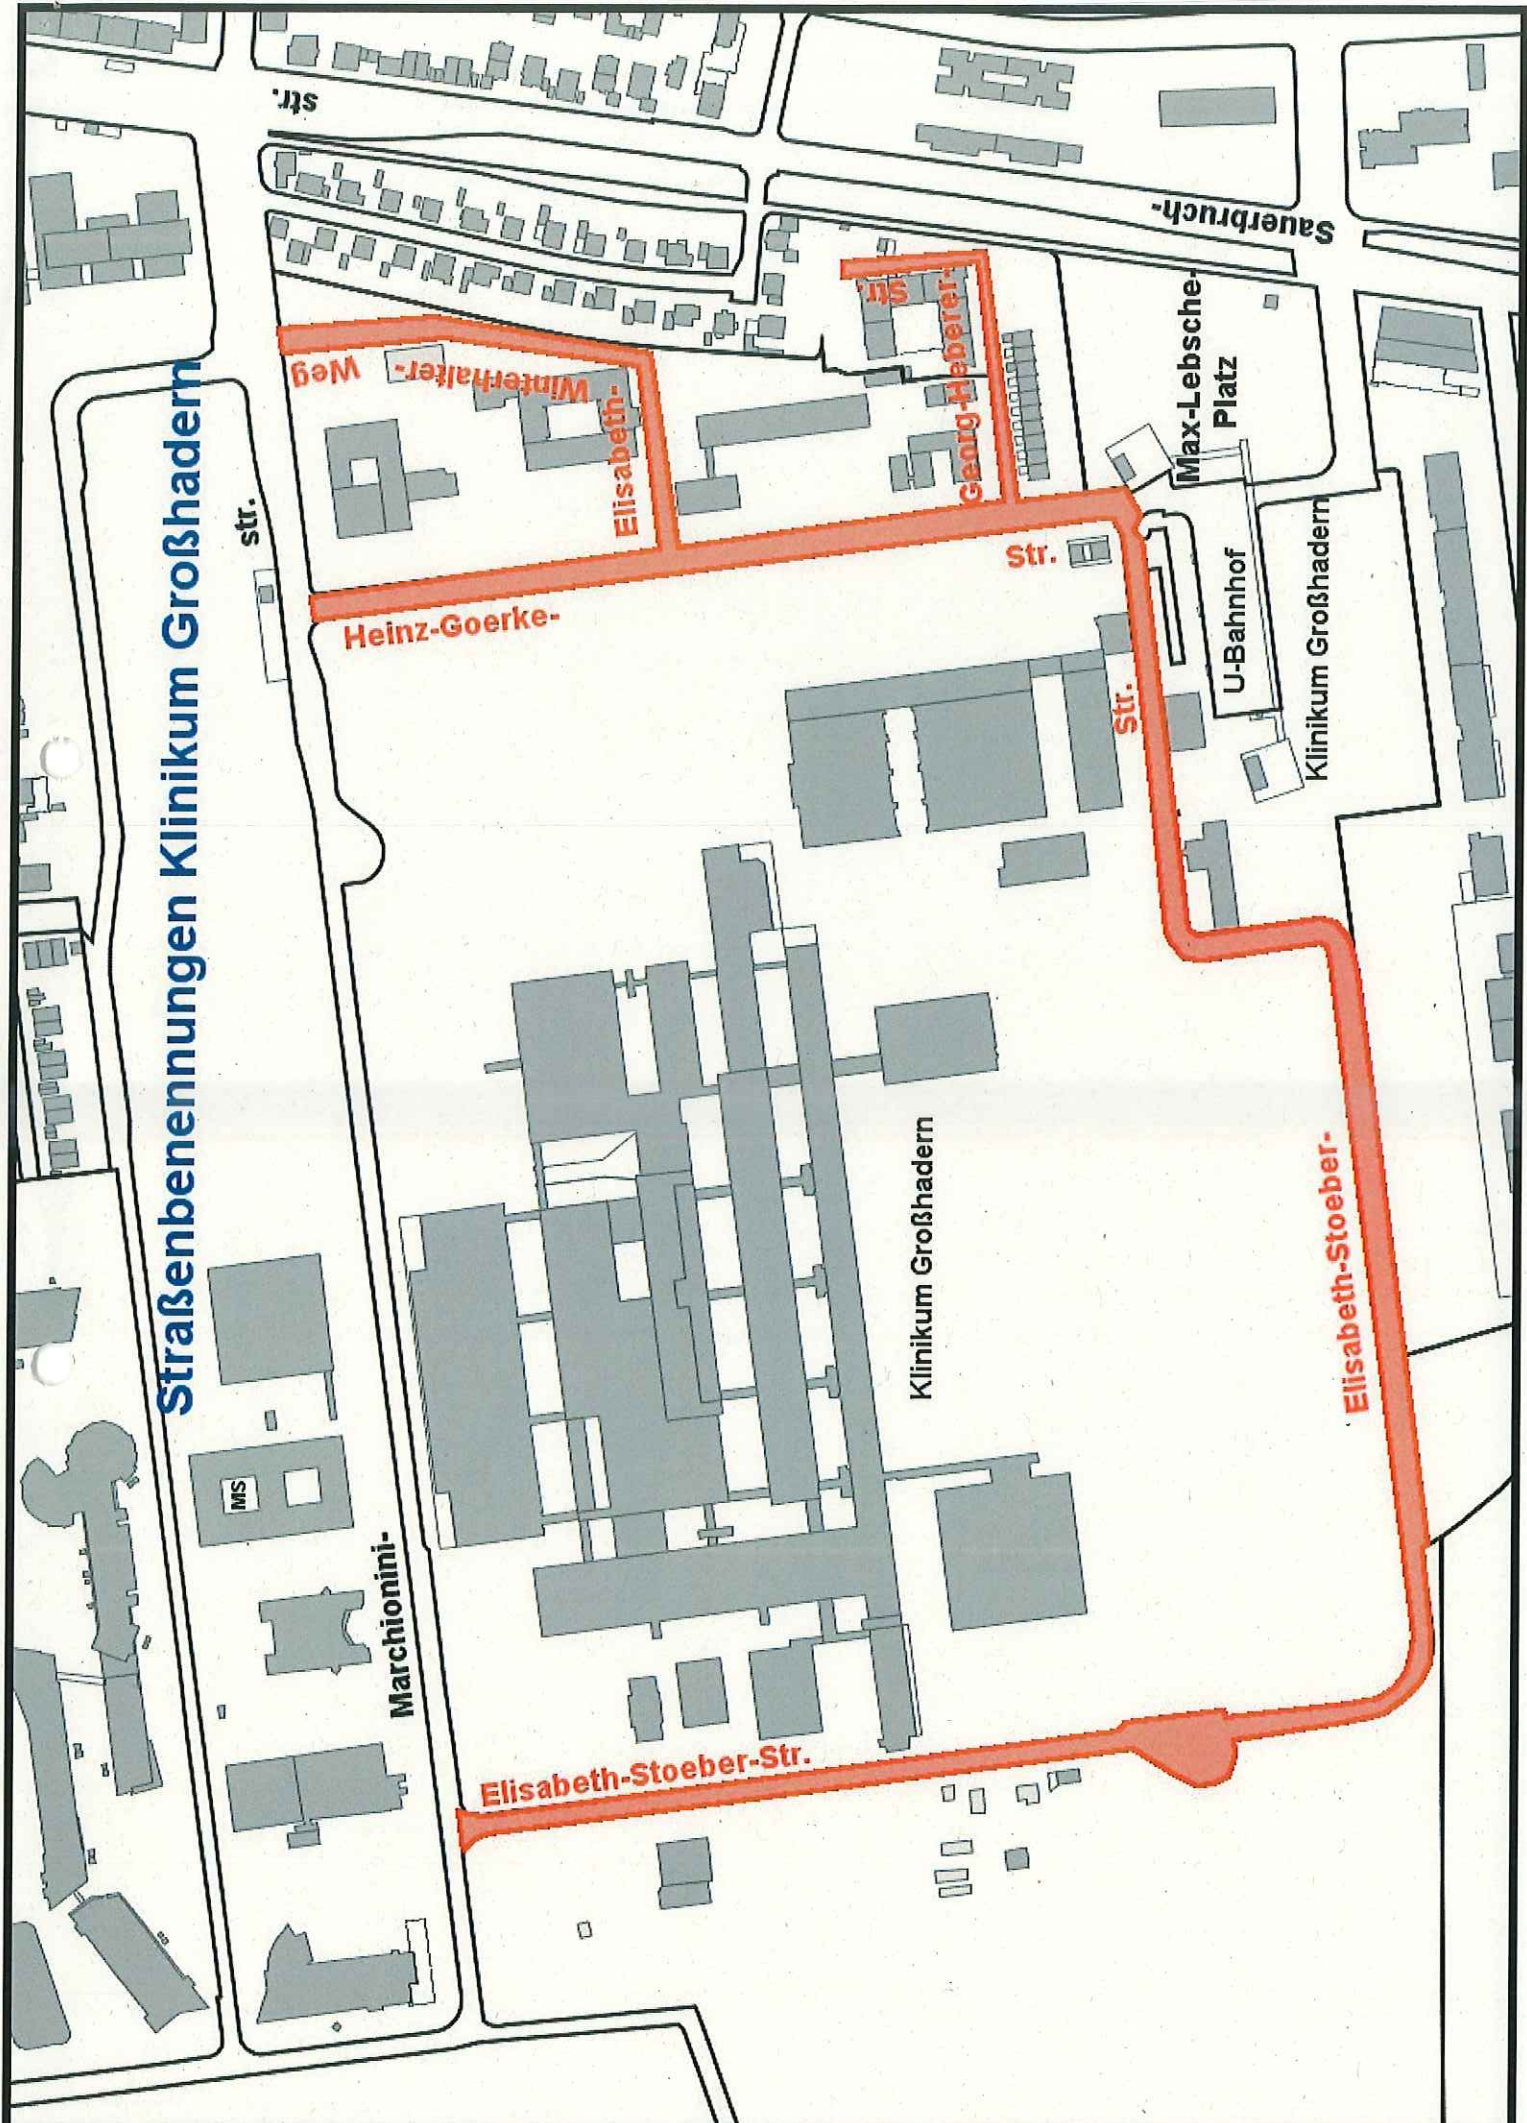 Straßenbenennungen Klinikum Großhadern
Marchionini-
str.
MS
Elisabeth-Stoeber-Str.
Klinikum Großhadern
Elisabeth-Stoeber-
Str.
Heinz-Goerke-
Str.
Elisabeth-
Winterhalter-
Weg
Georg-Heberer-
str.
Sauerbruch-
str.
Max-Lebsche-
Platz
U-Bahnhof
Klinikum Großhadern